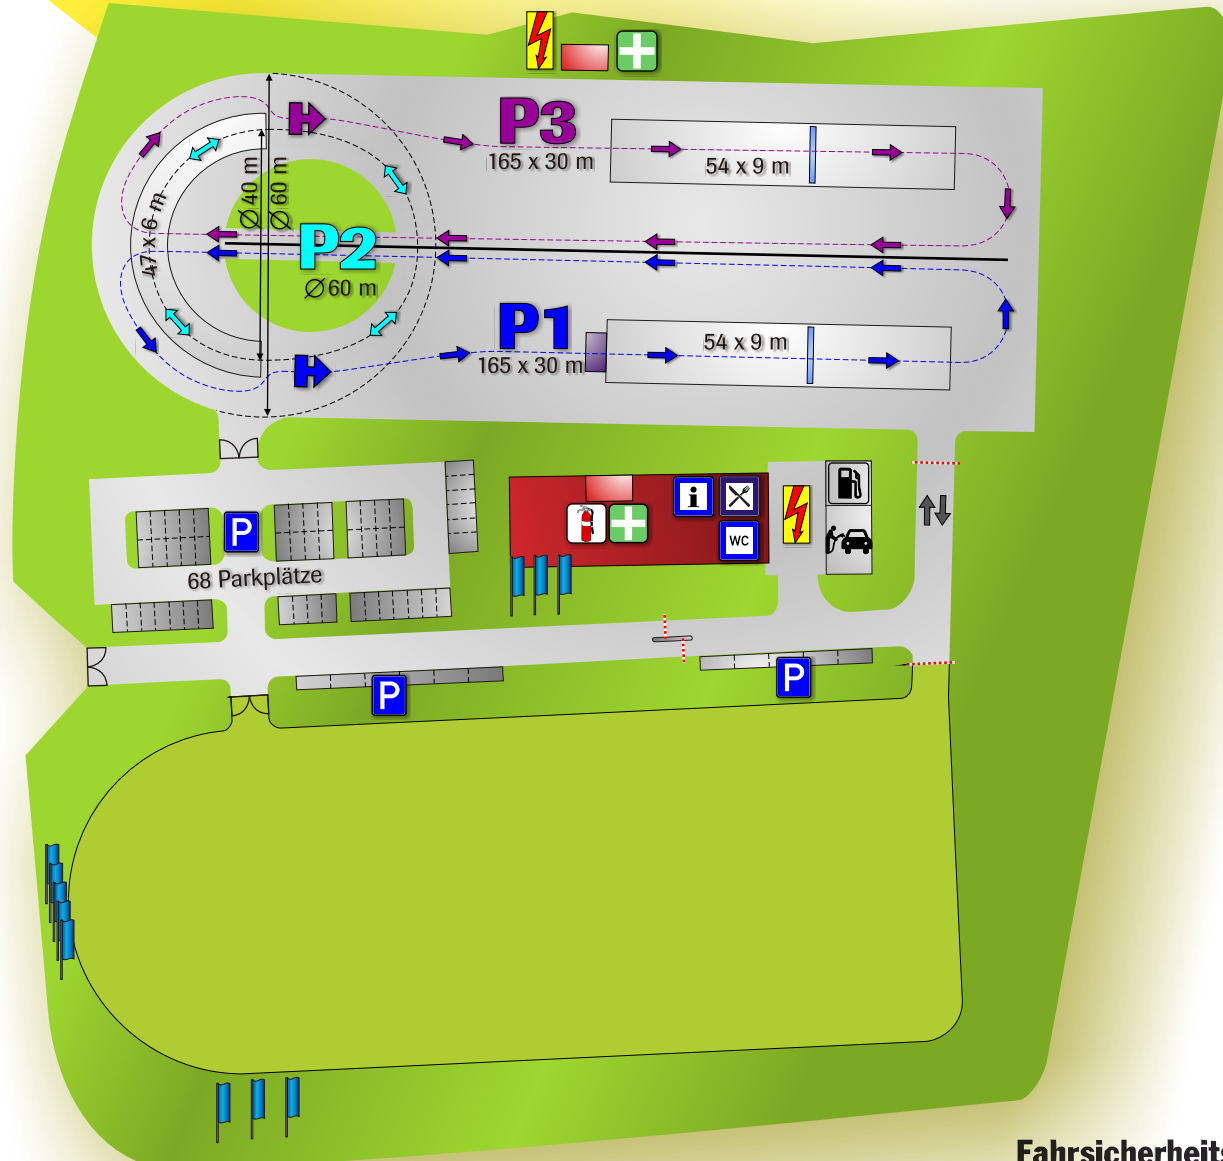 P3
165 x 30 m
54 x 9 m
Ø 40 m
Ø 60 m
47 x 6 m
P2
Ø 60 m
P1
165 x 30 m
54 x 9 m
P
68 Parkplätze
i
WC
P
P
Fahrsicherheits